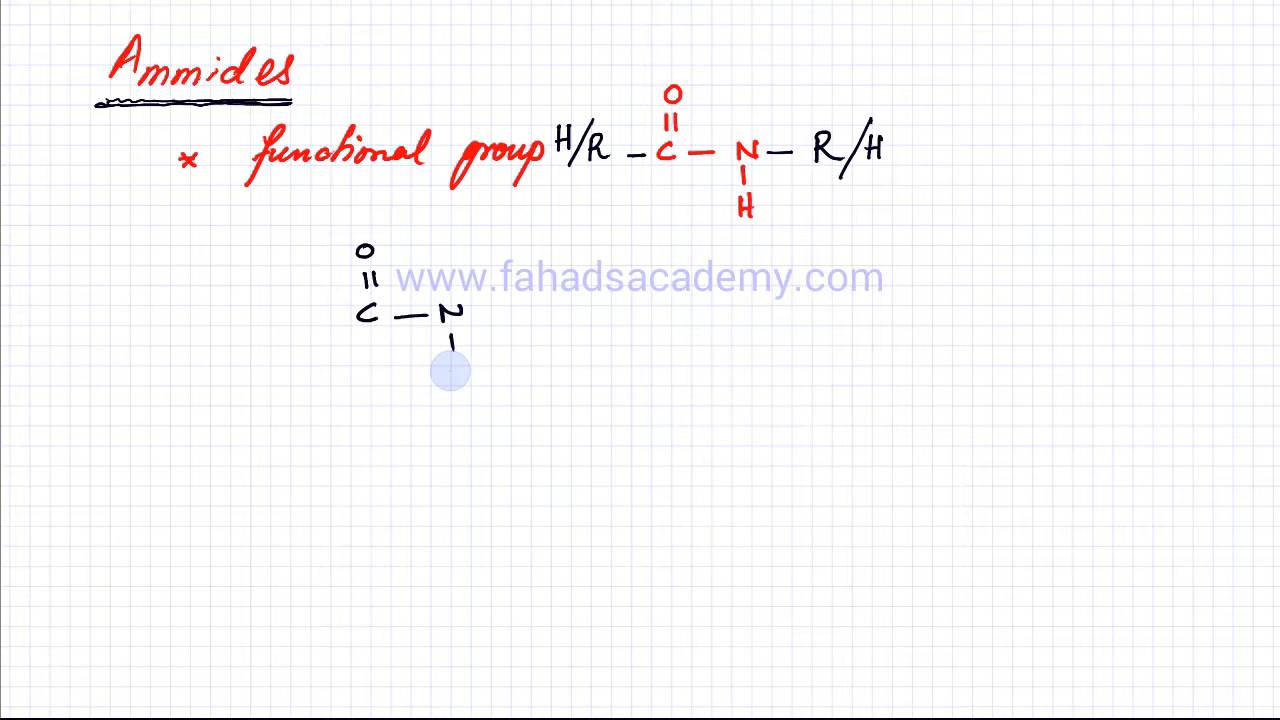 Ammides
* functional group H/R - C - N - R/H
O
||
|
H
O
||
www.fahadsacademy.com
C - N
|